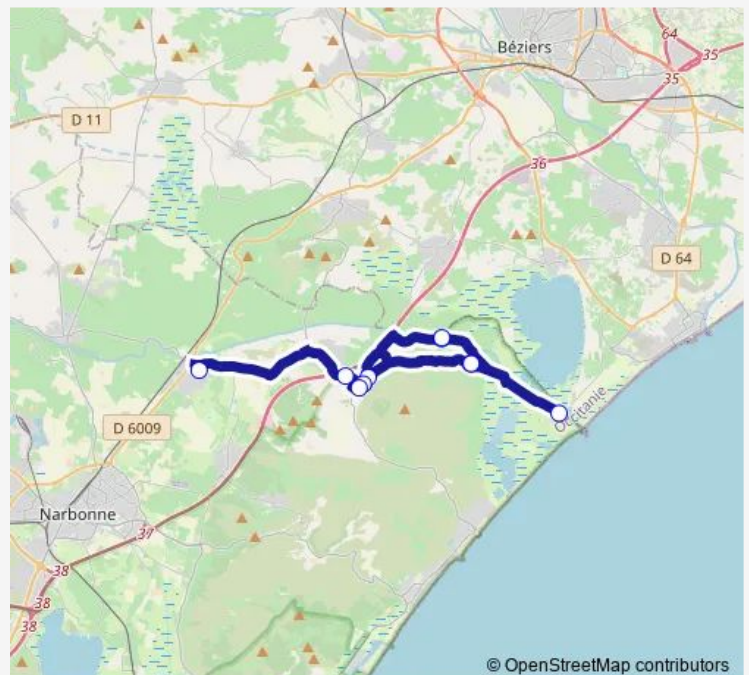 64
35
Béziers
35
D 11
36
D 64
Occitanie
D 6009
Narbonne
37
38
38
38
© OpenStreetMap contributors